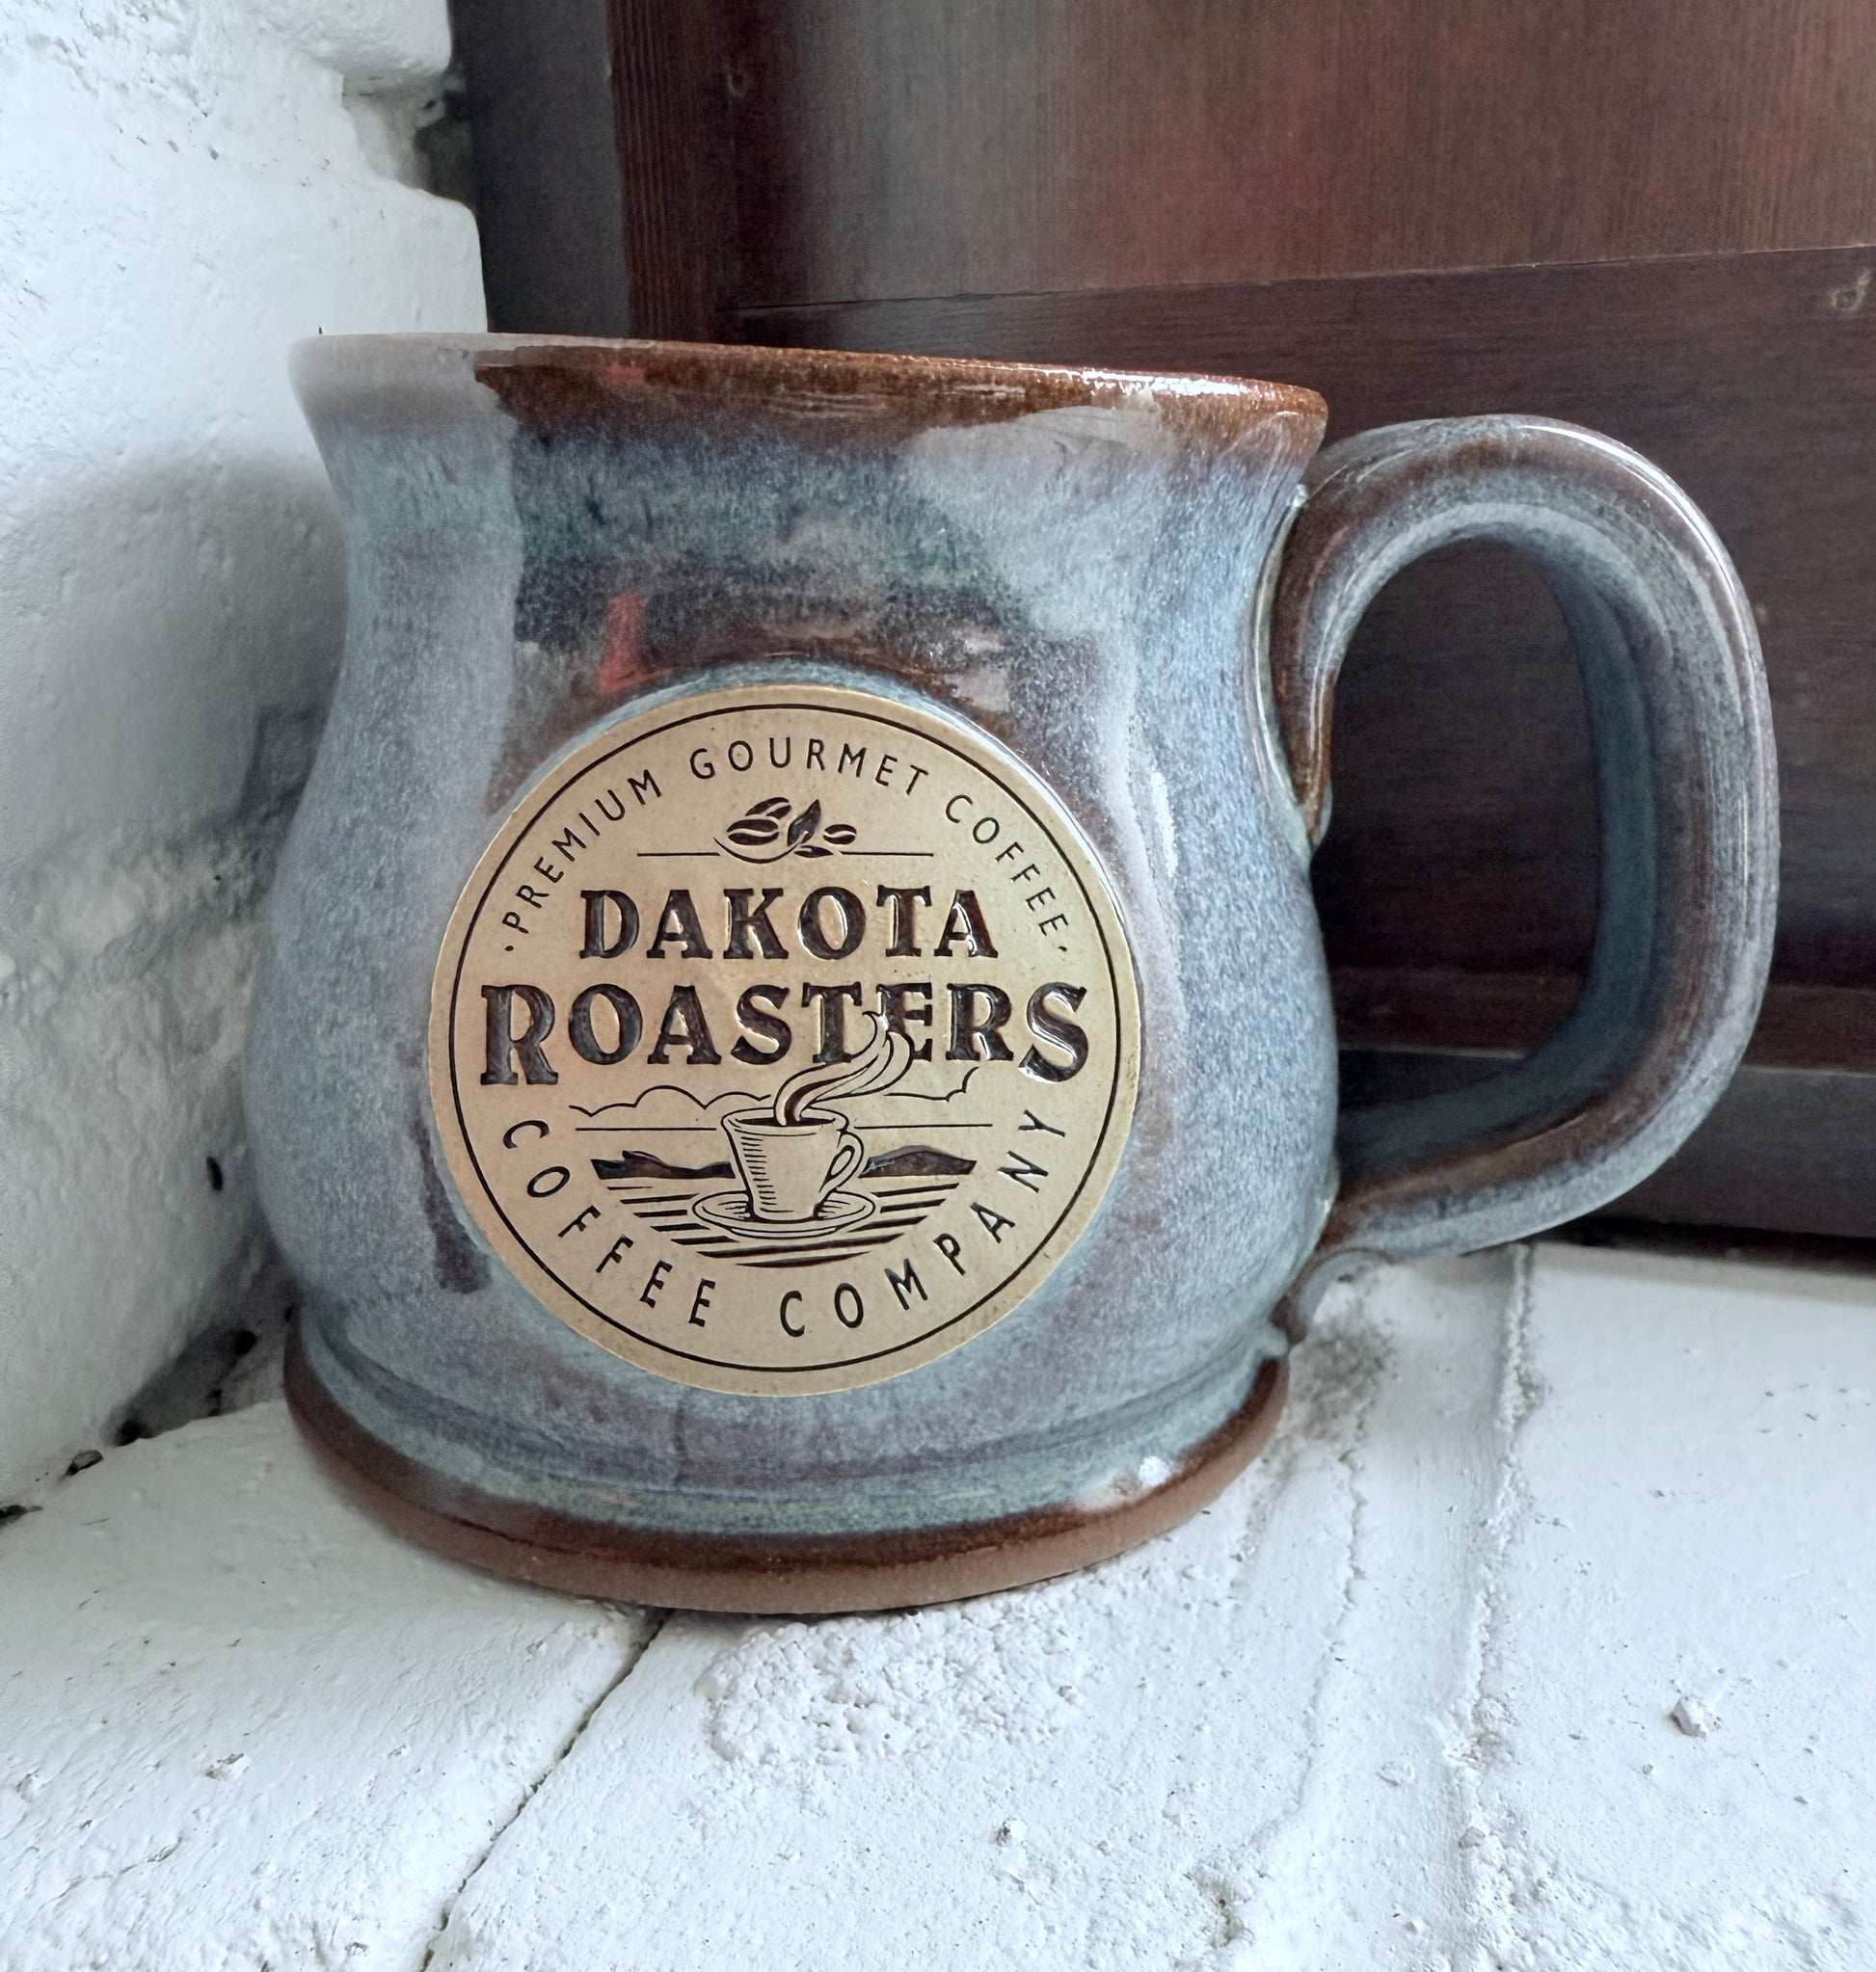 · PREMIUM GOURMET COFFEE ·
DAKOTA
ROASTERS
COFFEE COMPANY